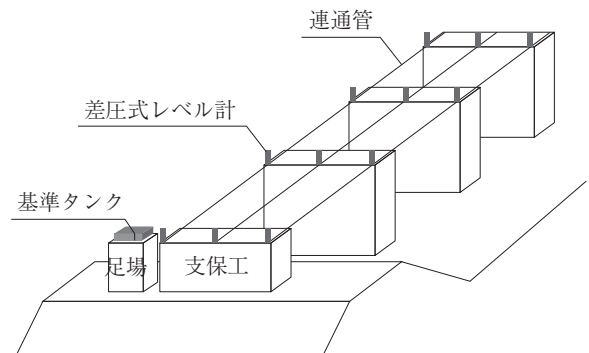 連通管
差圧式レベル計
基準タンク
足場
支保工